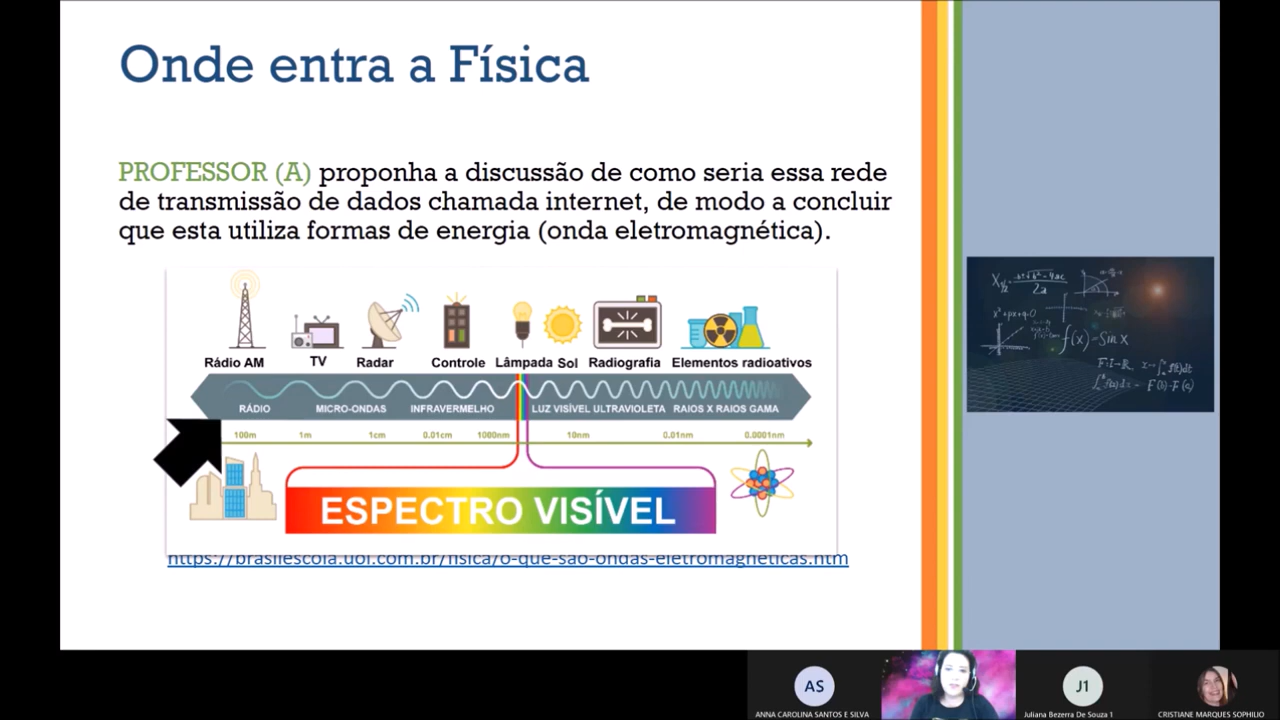 Onde entra a Física
PROFESSOR (A) proponha a discussão de como seria essa rede
de transmissão de dados chamada internet, de modo a concluir
que esta utiliza formas de energia (onda eletromagnética).
Rádio AM TV Radar Controle Lâmpada Sol Radiografia Elementos radioativos
RÁDIO MICRO-ONDAS INFRAVERMELHO LUZ VISÍVEL ULTRAVIOLETA RAIOS X RAIOS GAMA
100m 1m 1cm 0.01cm 1000nm 10nm 0.01nm 0.0001nm
ESPECTRO VISÍVEL
https://brasilescola.uol.com.br/fisica/o-que-sao-ondas-eletromagneticas.htm
f(x)=Sin x
AS
J1
ANNA CAROLINA SANTOS E SILVA
Juliana Bezerra De Souza 1
CRISTIANE MARQUES SOPHILIO